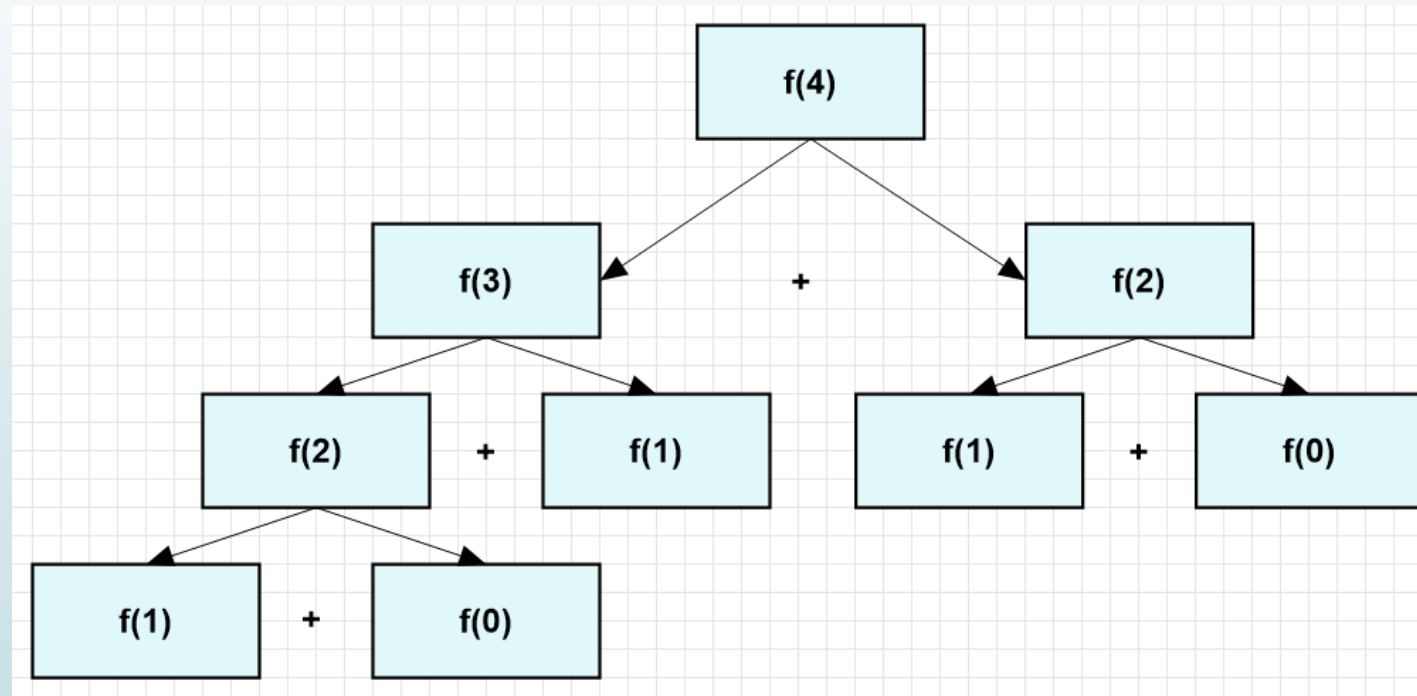 f(4)
f(3) + f(2)
f(2) + f(1) f(1) + f(0)
f(1) + f(0)